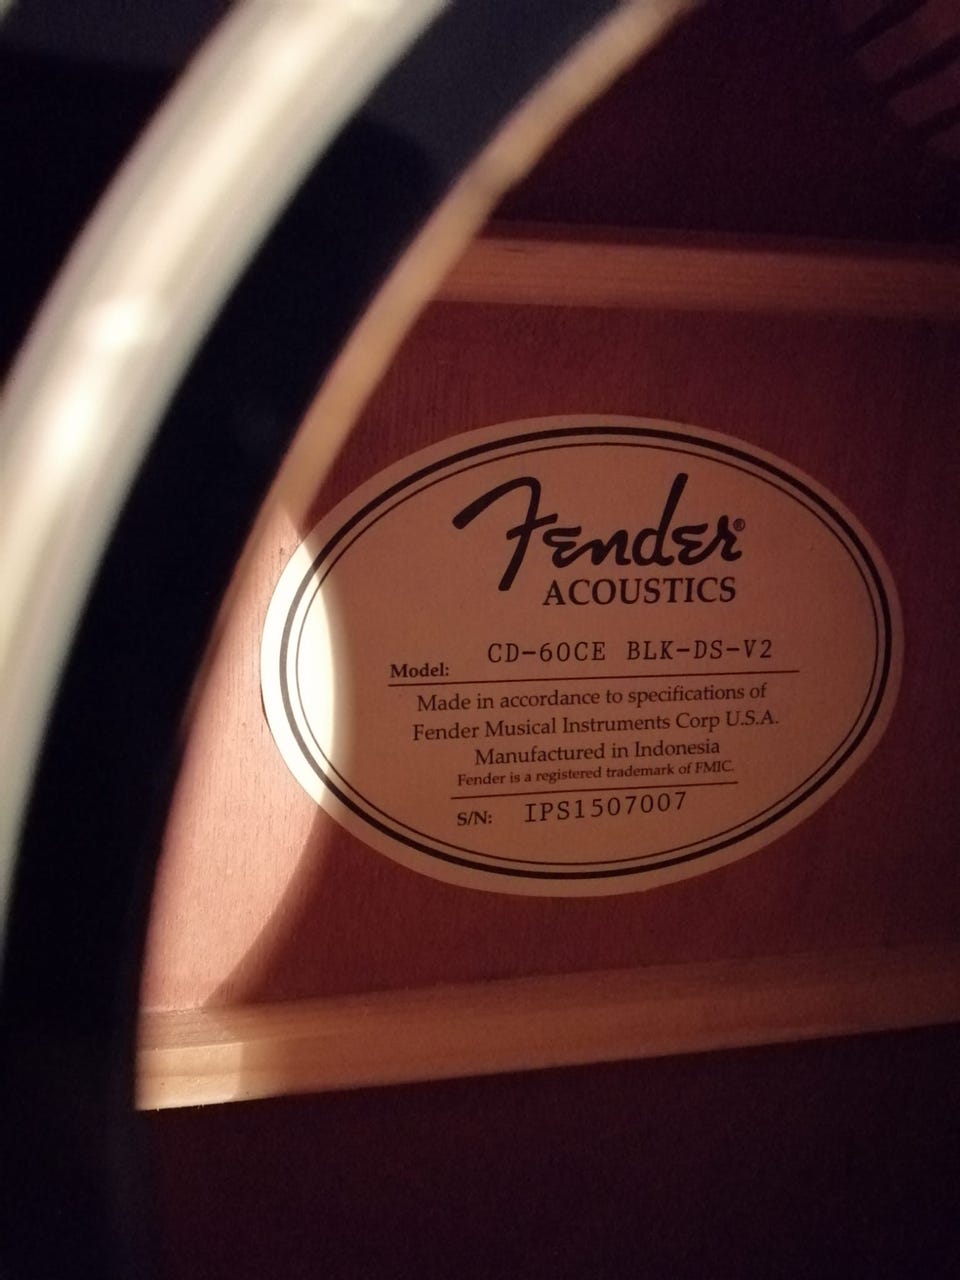 Fender®
ACOUSTICS
Model: CD-60CE BLK-DS-V2
Made in accordance to specifications of
Fender Musical Instruments Corp U.S.A.
Manufactured in Indonesia
Fender is a registered trademark of FMIC.
S/N: IPS1507007